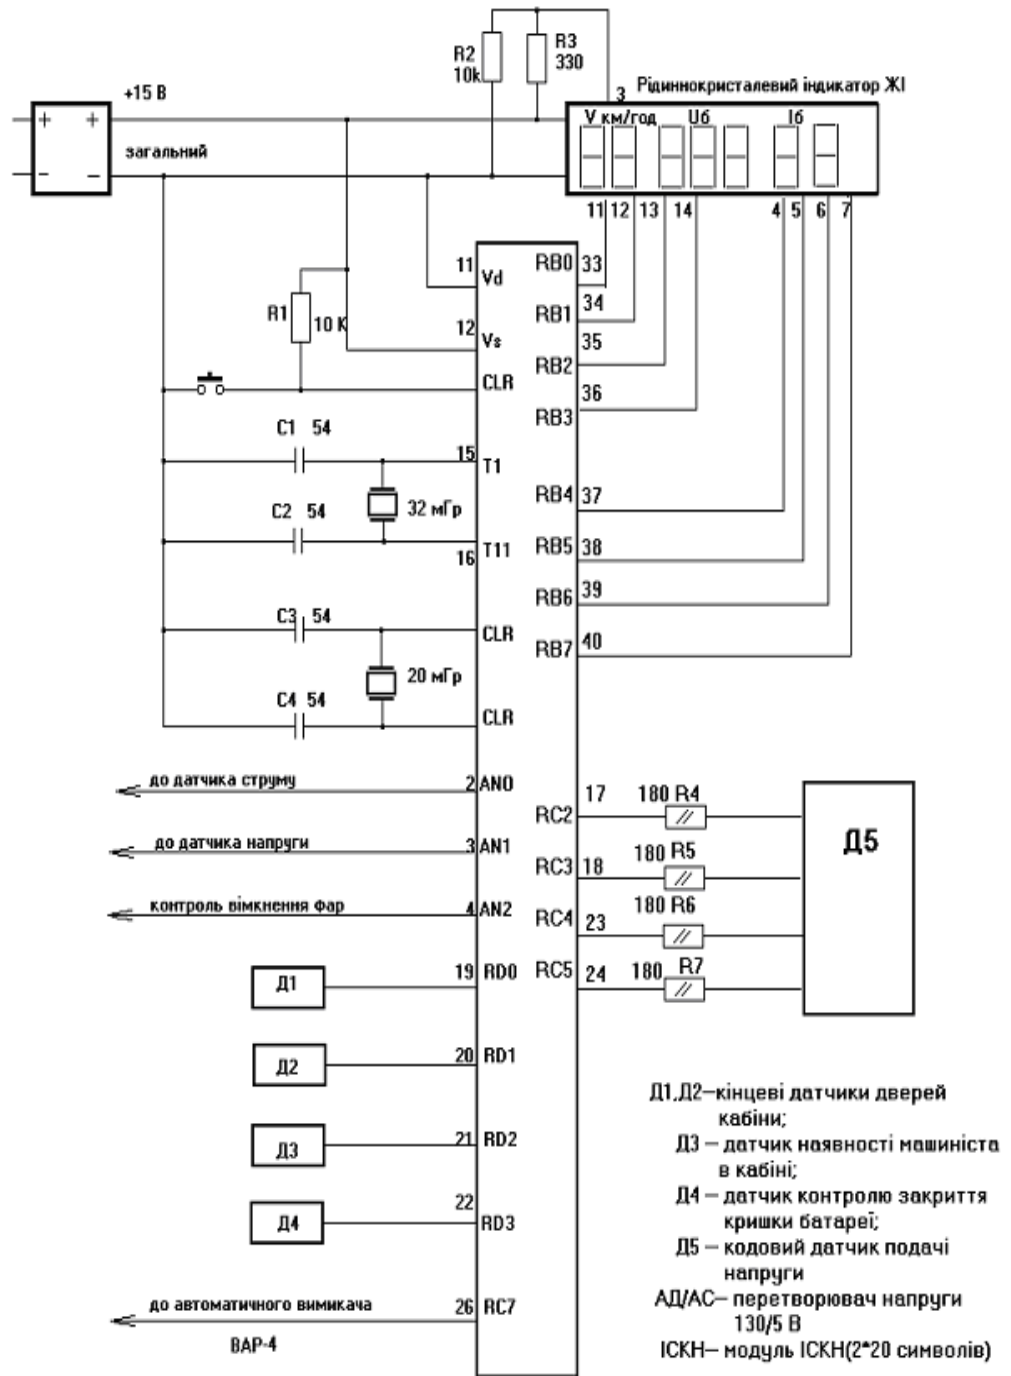 R2
10k
R3
330
+15 В
загальний
+
+
−
−
3
Рідиннокристалевий індикатор ЖІ
V км/год
Uб
Iб
11
12
13
14
4
5
6
7
11
Vd
R1
10 К
12
Vs
CLR
C1 54
15
T1
32 мГр
C2 54
16
T11
C3 54
CLR
20 мГр
C4 54
CLR
RB0 33
RB1 34
RB2 35
RB3 36
RB4 37
RB5 38
RB6 39
RB7 40
до датчика струму
2 AN0
до датчика напруги
3 AN1
контроль вімкнення фар
4 AN2
Д1
19 RD0
Д2
20 RD1
Д3
21 RD2
Д4
22
RD3
до автоматичного вимикача
26 RC7
ВАР-4
RC2 17
180 R4
RC3 18
180 R5
RC4 23
180 R6
RC5 24
180 R7
Д5
Д1,Д2–кінцеві датчики дверей
кабіни;
Д3 – датчик наявності машиніста
в кабіні;
Д4 – датчик контролю закриття
кришки батареї;
Д5 – кодовий датчик подачі
напруги
АД/АС– перетворювач напруги
130/5 В
ІСКН– модуль ІСКН(2*20 символів)